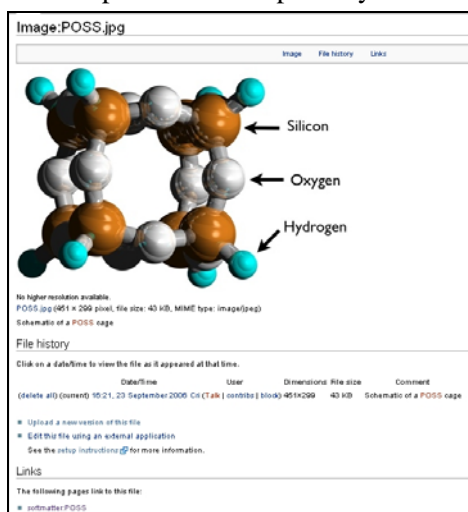 Image:POSS.jpg
Image File history Links
Silicon
Oxygen
Hydrogen
No higher resolution available.
POSS.jpg (461 × 299 pixel, file size: 43 KB, MIME type: image/jpeg)
Schematic of a POSS cage
File history
Click on a date/time to view the file as it appeared at that time.
Date/Time User Dimensions File size Comment
(delete all) (current) 16:21, 23 September 2006 Cri (Talk | contribs | block) 461×299 43 KB Schematic of a POSS cage
Upload a new version of this file
Edit this file using an external application
See the setup instructions for more information.
Links
The following pages link to this file:
softmatter:POSS